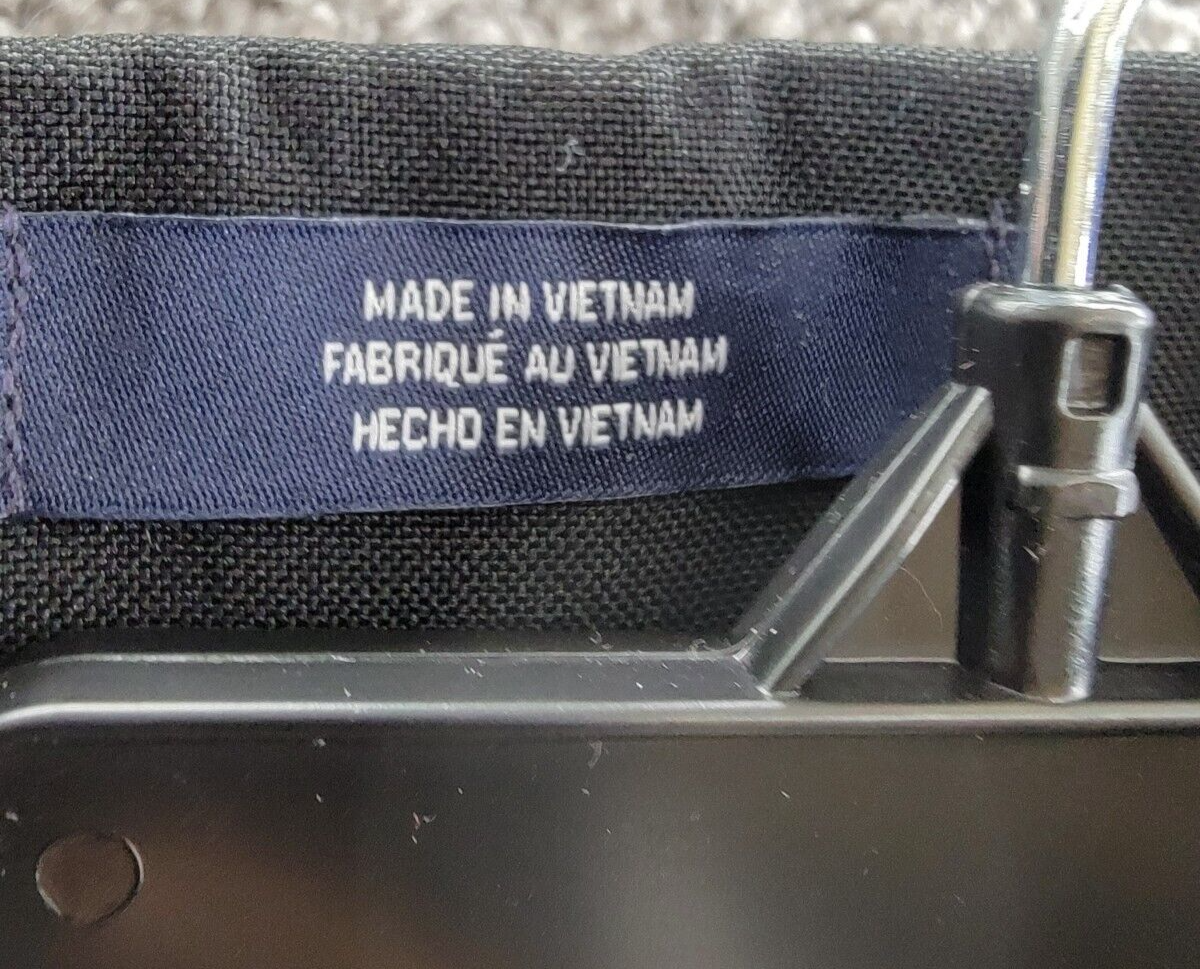 MADE IN VIETNAM
FABRIQUÉ AU VIETNAM
HECHO EN VIETNAM